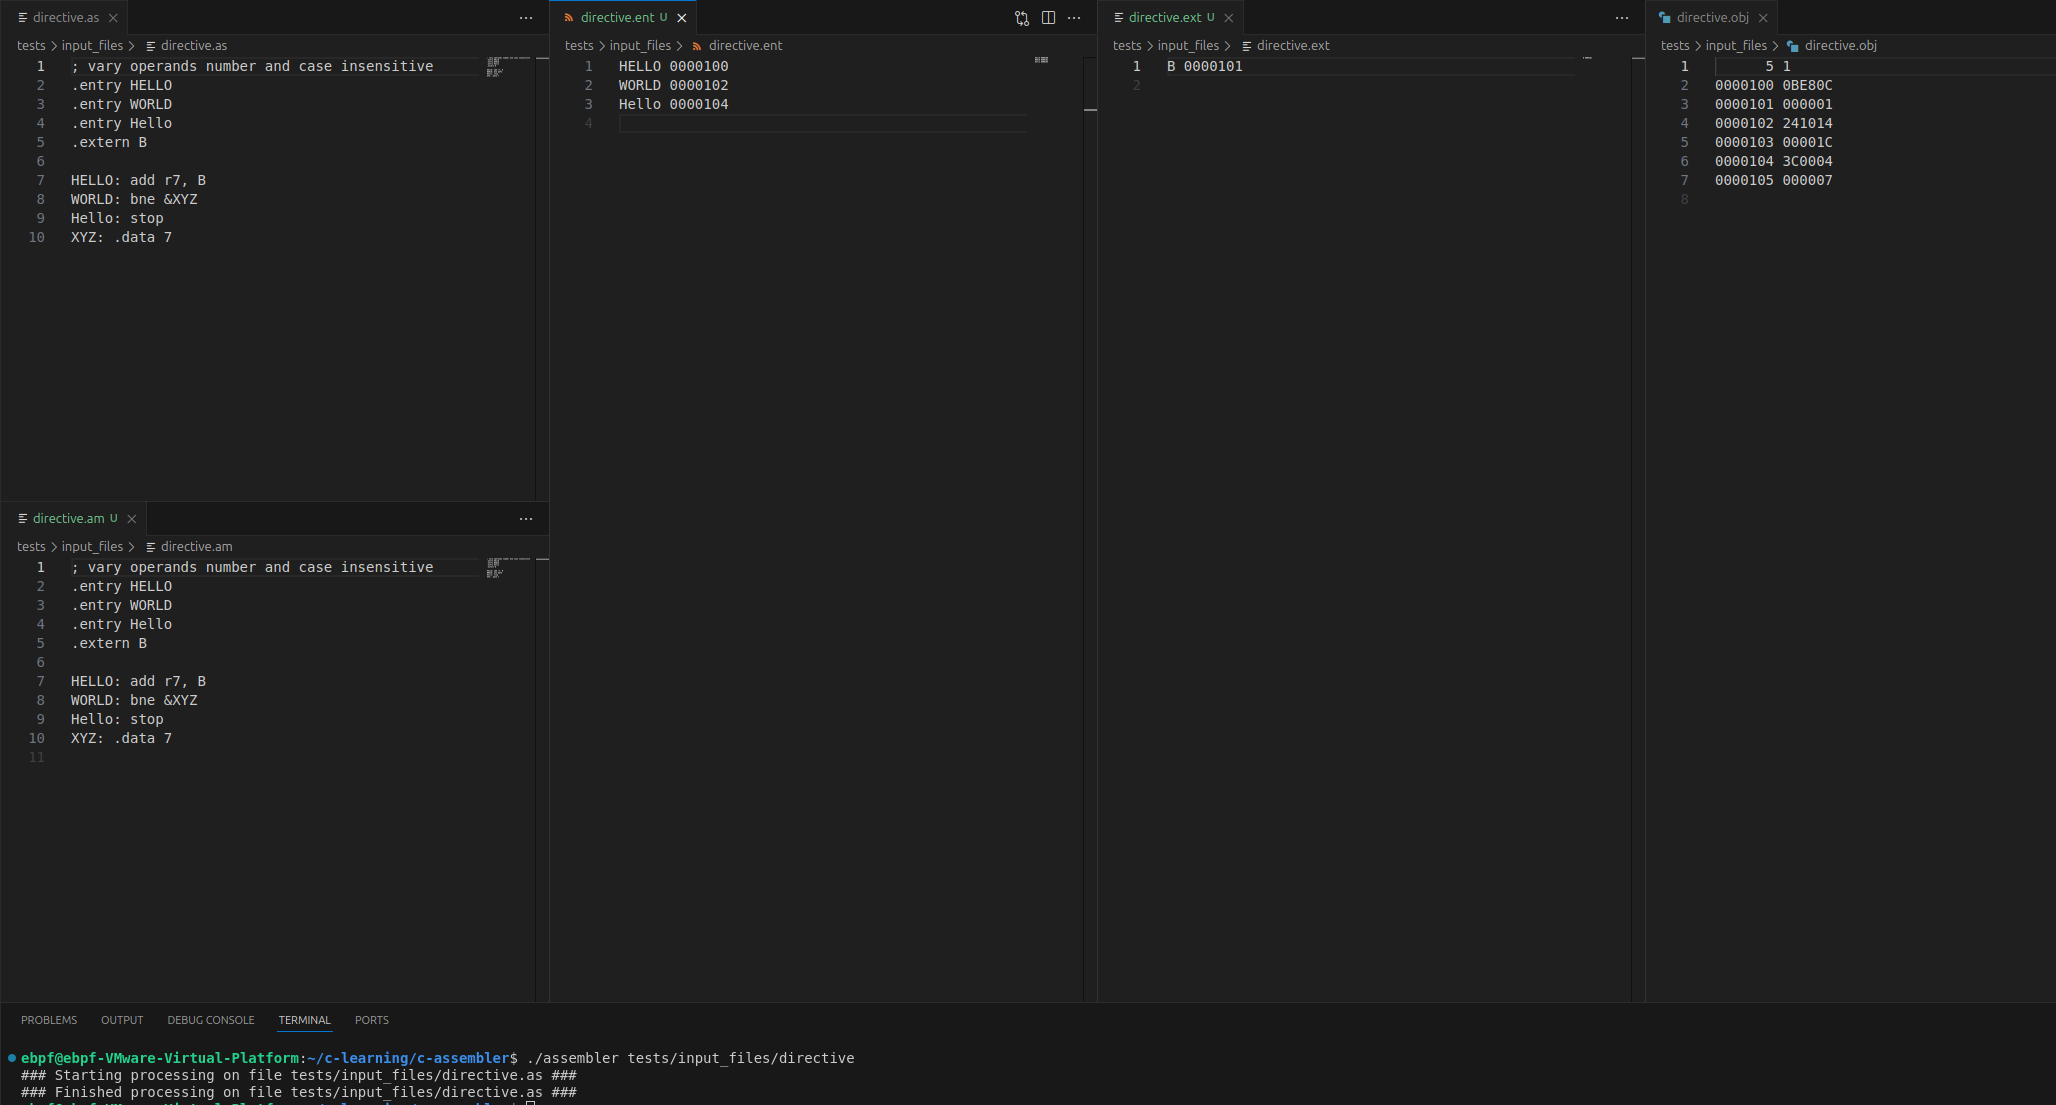 directive.as
tests > input_files > directive.as
1 ; vary operands number and case insensitive
2 .entry HELLO
3 .entry WORLD
4 .entry Hello
5 .extern B
6
7 HELLO: add r7, B
8 WORLD: bne &XYZ
9 Hello: stop
10 XYZ: .data 7
directive.am U
tests > input_files > directive.am
1 ; vary operands number and case insensitive
2 .entry HELLO
3 .entry WORLD
4 .entry Hello
5 .extern B
6
7 HELLO: add r7, B
8 WORLD: bne &XYZ
9 Hello: stop
10 XYZ: .data 7
11
directive.ent U
tests > input_files > directive.ent
1 HELLO 0000100
2 WORLD 0000102
3 Hello 0000104
4
directive.ext U
tests > input_files > directive.ext
1 B 0000101
2
directive.obj
tests > input_files > directive.obj
1 5 1
2 0000100 0BE80C
3 0000101 000001
4 0000102 241014
5 0000103 00001C
6 0000104 3C0004
7 0000105 000007
8
PROBLEMS OUTPUT DEBUG CONSOLE TERMINAL PORTS
ebpf@ebpf-VMware-Virtual-Platform:~/c-learning/c-assembler$ ./assembler tests/input_files/directive
### Starting processing on file tests/input_files/directive.as ###
### Finished processing on file tests/input_files/directive.as ###